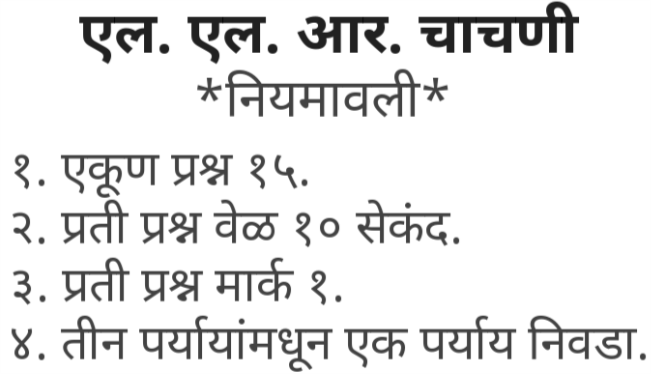 एल. एल. आर. चाचणी
*नियमावली*
१. एकूण प्रश्न १५.
२. प्रती प्रश्न वेळ १० सेकंद.
३. प्रती प्रश्न मार्क १.
४. तीन पर्यायांमधून एक पर्याय निवडा.